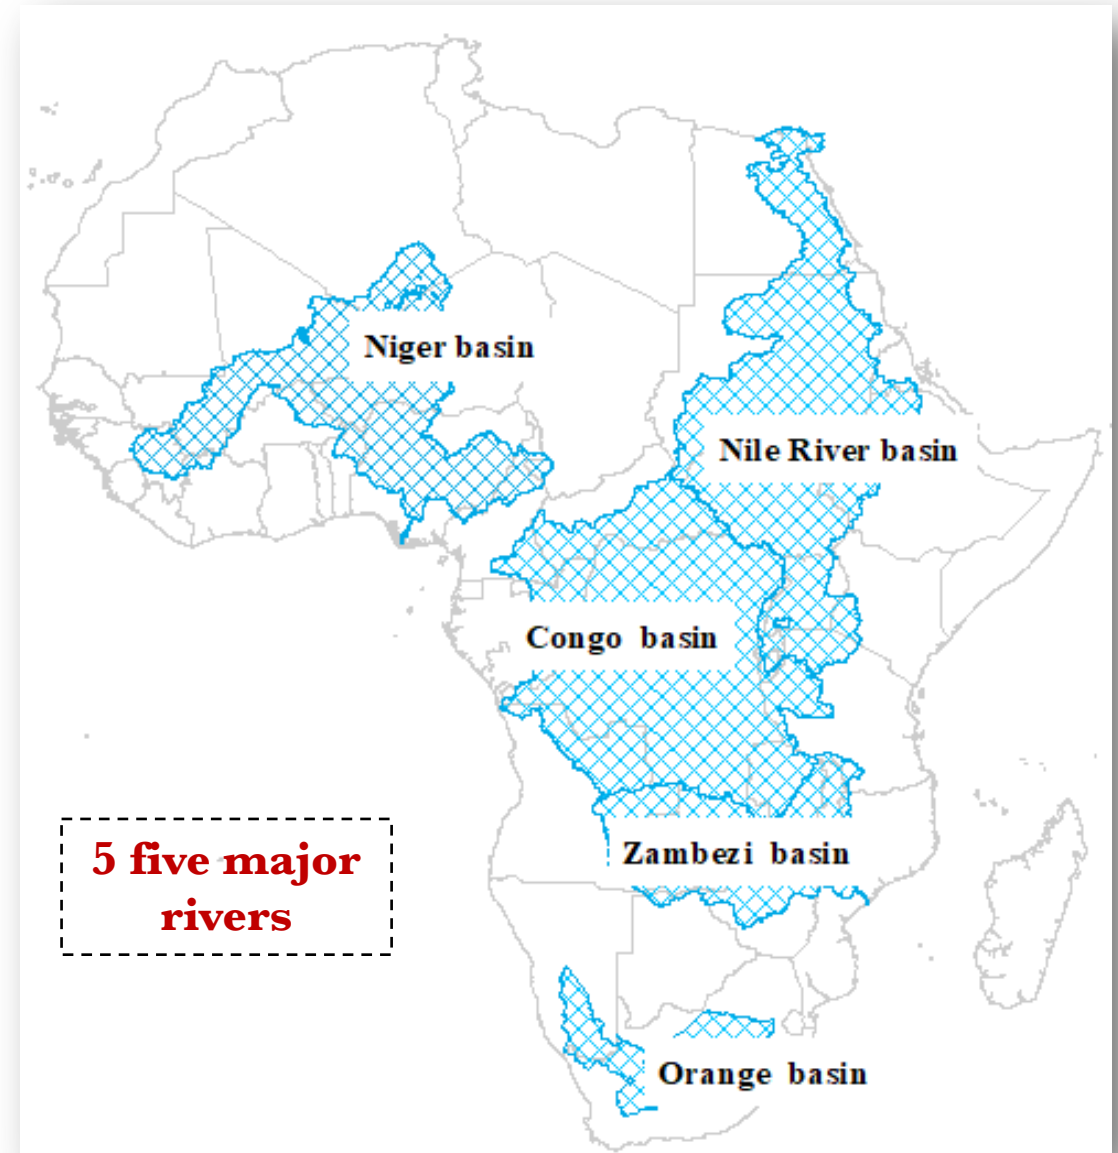 Niger basin
Nile River basin
Congo basin
Zambezi basin
5 five major
rivers
Orange basin